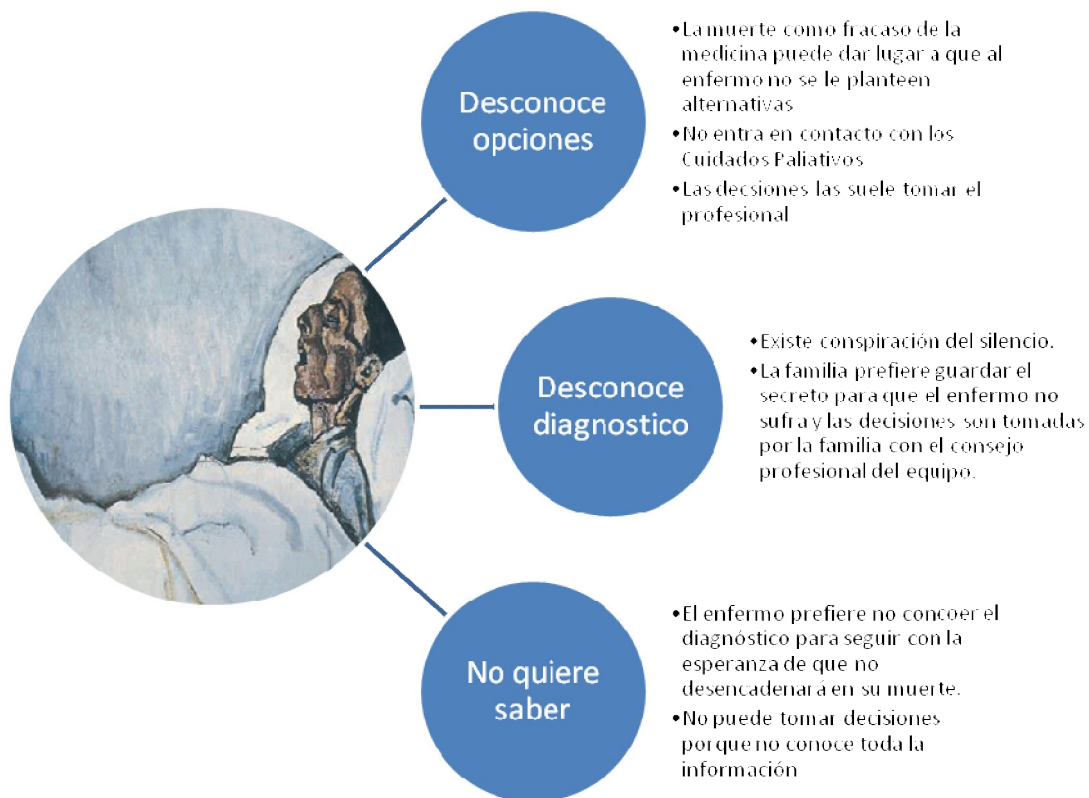 Desconoce
opciones
•La muerte como fracaso de la
medicina puede dar lugar a que al
enfermo no se le planteen
alternativas
•No entra en contacto con los
Cuidados Paliativos
•Las decsiones las suele tomar el
profesional
Desconoce
diagnostico
•Existe conspiración del silencio.
•La familia prefiere guardar el
secreto para que el enfermo no
sufra y las decisiones son tomadas
por la familia con el consejo
profesional del equipo.
No quiere
saber
•El enfermo prefiere no concoer el
diagnóstico para seguir con la
esperanza de que no
desencadenará en su muerte.
•No puede tomar decisiones
porque no conoce toda la
información